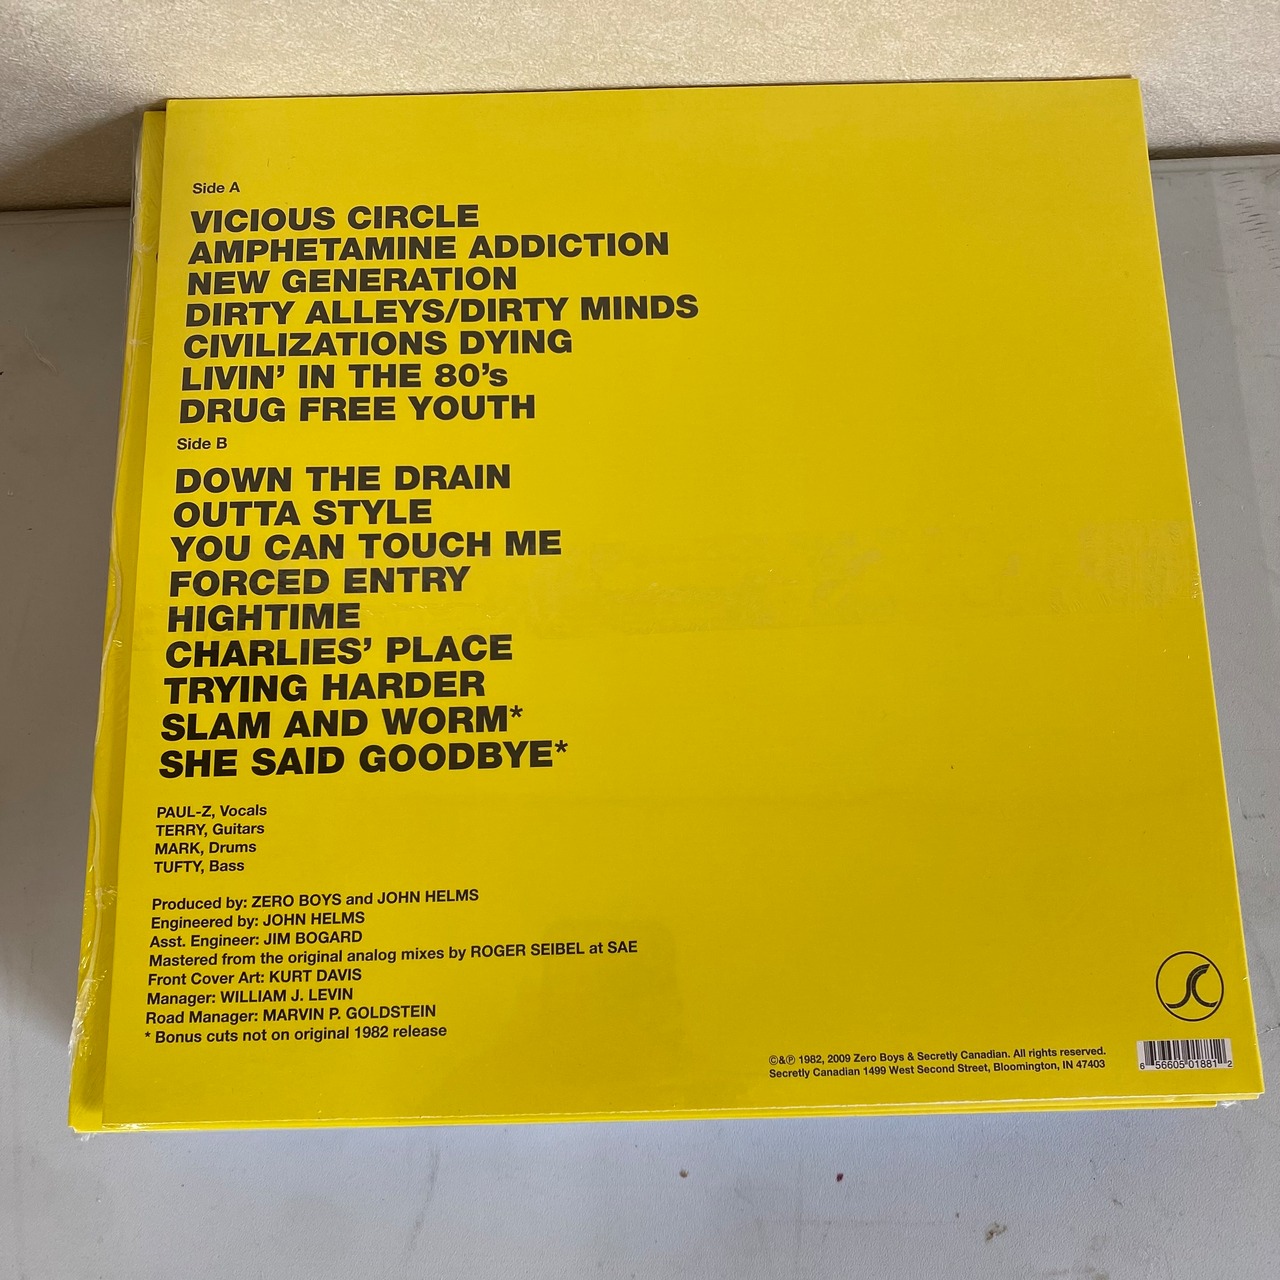 Side A
VICIOUS CIRCLE
AMPHETAMINE ADDICTION
NEW GENERATION
DIRTY ALLEYS/DIRTY MINDS
CIVILIZATIONS DYING
LIVIN’ IN THE 80’s
DRUG FREE YOUTH
Side B
DOWN THE DRAIN
OUTTA STYLE
YOU CAN TOUCH ME
FORCED ENTRY
HIGHTIME
CHARLIES’ PLACE
TRYING HARDER
SLAM AND WORM*
SHE SAID GOODBYE*
PAUL-Z, Vocals
TERRY, Guitars
MARK, Drums
TUFTY, Bass
Produced by: ZERO BOYS and JOHN HELMS
Engineered by: JOHN HELMS
Asst. Engineer: JIM BOGARD
Mastered from the original analog mixes by ROGER SEIBEL at SAE
Front Cover Art: KURT DAVIS
Manager: WILLIAM J. LEVIN
Road Manager: MARVIN P. GOLDSTEIN
* Bonus cuts not on original 1982 release
©&℗ 1982, 2009 Zero Boys & Secretly Canadian. All rights reserved.
Secretly Canadian 1499 West Second Street, Bloomington, IN 47403
SC
6 56605 01881 2